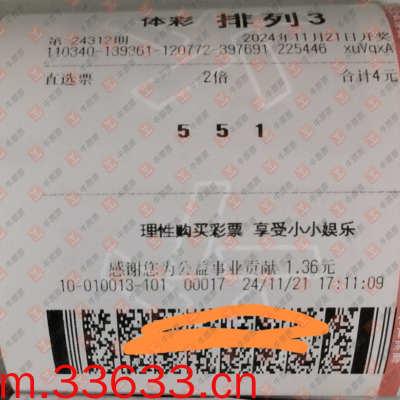 体彩 排列3
第 24312期 2024年11月21日开奖
110340-139361-120772-397691 225446 xuVqxA
直选票 2倍 合计4元
5 5 1
理性购买彩票 享受小小娱乐
感谢您为公益事业贡献 1.36元
10-010013-101 00017 24/11/21 17:11:09
m.33633.cn